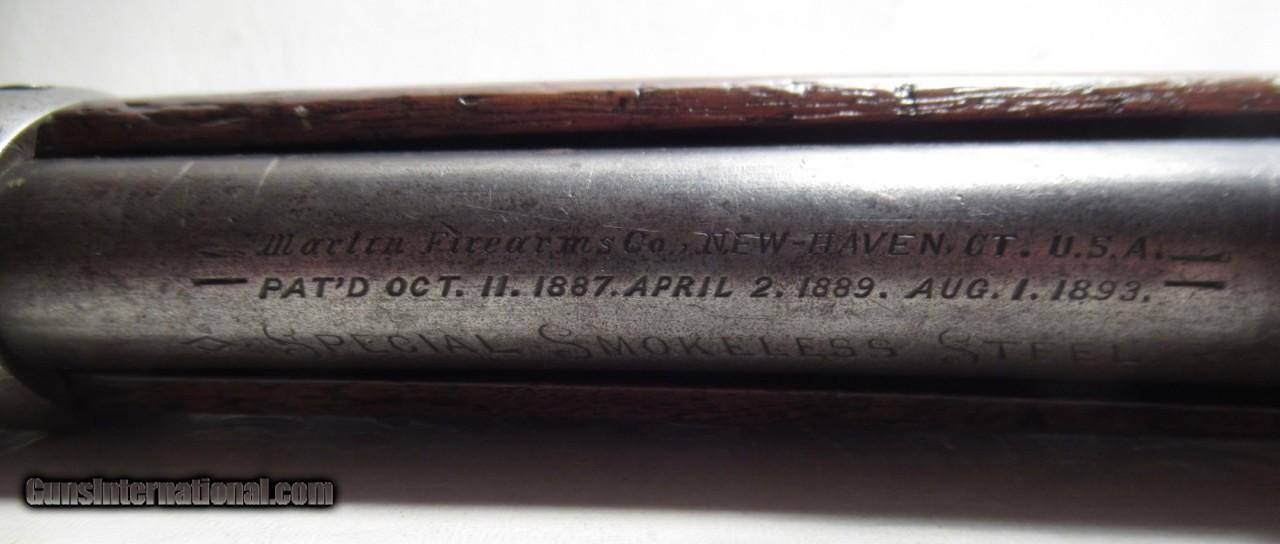 Marlin Firearms Co., NEW-HAVEN, CT. U.S.A.
PAT'D OCT. 11. 1887. APRIL 2. 1889. AUG. 1. 1893.
SPECIAL SMOKELESS STEEL
GunsInternational.com